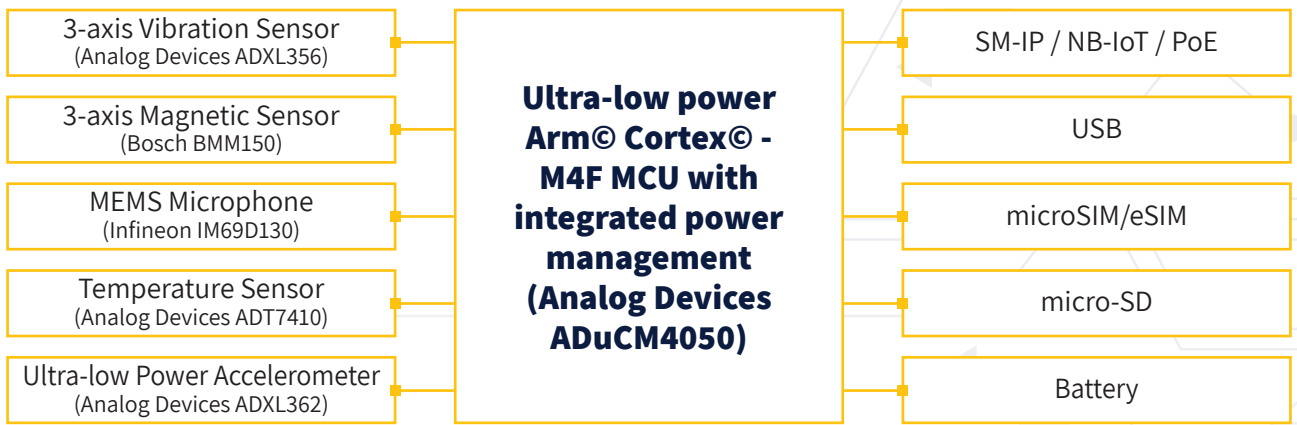 3-axis Vibration Sensor
(Analog Devices ADXL356)
3-axis Magnetic Sensor
(Bosch BMM150)
MEMS Microphone
(Infineon IM69D130)
Temperature Sensor
(Analog Devices ADT7410)
Ultra-low Power Accelerometer
(Analog Devices ADXL362)
Ultra-low power
Arm© Cortex© -
M4F MCU with
integrated power
management
(Analog Devices
ADuCM4050)
SM-IP / NB-IoT / PoE
USB
microSIM/eSIM
micro-SD
Battery